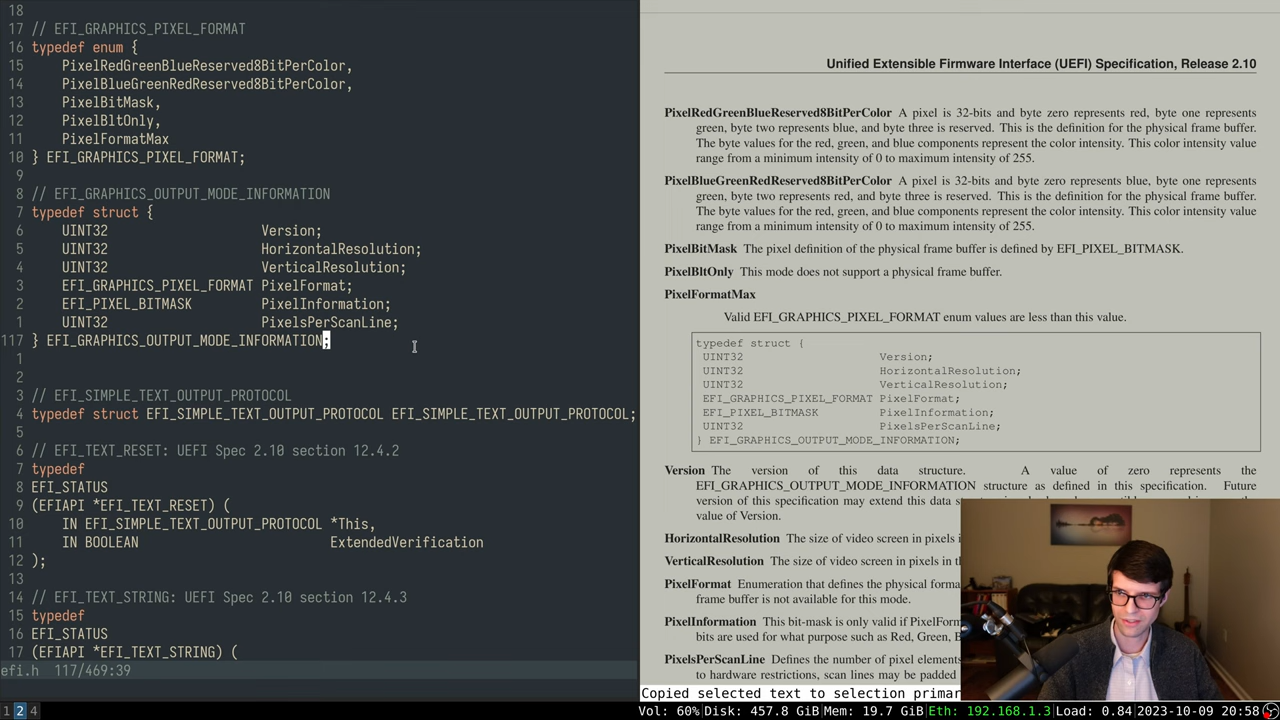 18
17 // EFI_GRAPHICS_PIXEL_FORMAT
16 typedef enum {
15     PixelRedGreenBlueReserved8BitPerColor,
14     PixelBlueGreenRedReserved8BitPerColor,
13     PixelBitMask,
12     PixelBltOnly,
11     PixelFormatMax
10 } EFI_GRAPHICS_PIXEL_FORMAT;
9
8 // EFI_GRAPHICS_OUTPUT_MODE_INFORMATION
7 typedef struct {
6     UINT32                    Version;
5     UINT32                    HorizontalResolution;
4     UINT32                    VerticalResolution;
3     EFI_GRAPHICS_PIXEL_FORMAT PixelFormat;
2     EFI_PIXEL_BITMASK         PixelInformation;
1     UINT32                    PixelsPerScanLine;
117 } EFI_GRAPHICS_OUTPUT_MODE_INFORMATION;
1
2
3 // EFI_SIMPLE_TEXT_OUTPUT_PROTOCOL
4 typedef struct EFI_SIMPLE_TEXT_OUTPUT_PROTOCOL EFI_SIMPLE_TEXT_OUTPUT_PROTOCOL;
5
6 // EFI_TEXT_RESET: UEFI Spec 2.10 section 12.4.2
7 typedef
8 EFI_STATUS
9 (EFIAPI *EFI_TEXT_RESET) (
10     IN EFI_SIMPLE_TEXT_OUTPUT_PROTOCOL *This,
11     IN BOOLEAN                         ExtendedVerification
12 );
13
14 // EFI_TEXT_STRING: UEFI Spec 2.10 section 12.4.3
15 typedef
16 EFI_STATUS
17 (EFIAPI *EFI_TEXT_STRING) (
efi.h 117/469:39
Unified Extensible Firmware Interface (UEFI) Specification, Release 2.10
PixelRedGreenBlueReserved8BitPerColor A pixel is 32-bits and byte zero represents red, byte one represents
green, byte two represents blue, and byte three is reserved. This is the definition for the physical frame buffer.
The byte values for the red, green, and blue components represent the color intensity. This color intensity value
range from a minimum intensity of 0 to maximum intensity of 255.
PixelBlueGreenRedReserved8BitPerColor A pixel is 32-bits and byte zero represents blue, byte one represents
green, byte two represents red, and byte three is reserved. This is the definition for the physical frame buffer.
The byte values for the red, green, and blue components represent the color intensity. This color intensity value
range from a minimum intensity of 0 to maximum intensity of 255.
PixelBitMask The pixel definition of the physical frame buffer is defined by EFI_PIXEL_BITMASK.
PixelBltOnly This mode does not support a physical frame buffer.
PixelFormatMax
Valid EFI_GRAPHICS_PIXEL_FORMAT enum values are less than this value.
typedef struct {
UINT32 Version;
UINT32 HorizontalResolution;
UINT32 VerticalResolution;
EFI_GRAPHICS_PIXEL_FORMAT PixelFormat;
EFI_PIXEL_BITMASK PixelInformation;
UINT32 PixelsPerScanLine;
} EFI_GRAPHICS_OUTPUT_MODE_INFORMATION;
Version The version of this data structure. A value of zero represents the
EFI_GRAPHICS_OUTPUT_MODE_INFORMATION structure as defined in this specification. Future
version of this specification may extend this data
value of Version.
HorizontalResolution The size of video screen in pixels
VerticalResolution The size of video screen in pixels in
PixelFormat Enumeration that defines the physical
frame buffer is not available for this mode.
PixelInformation This bit-mask is only valid if
bits are used for what purpose such as Red, Green,
PixelsPerScanLine Defines the number of pixel elements
to hardware restrictions, scan lines may be padded
Copied selected text to selection
1 2 4
Vol: 60%|Disk: 457.8 GiB|Mem: 19.7 GiB|Eth: 192.168.1.3|Load: 0.84|2023-10-09 20:58